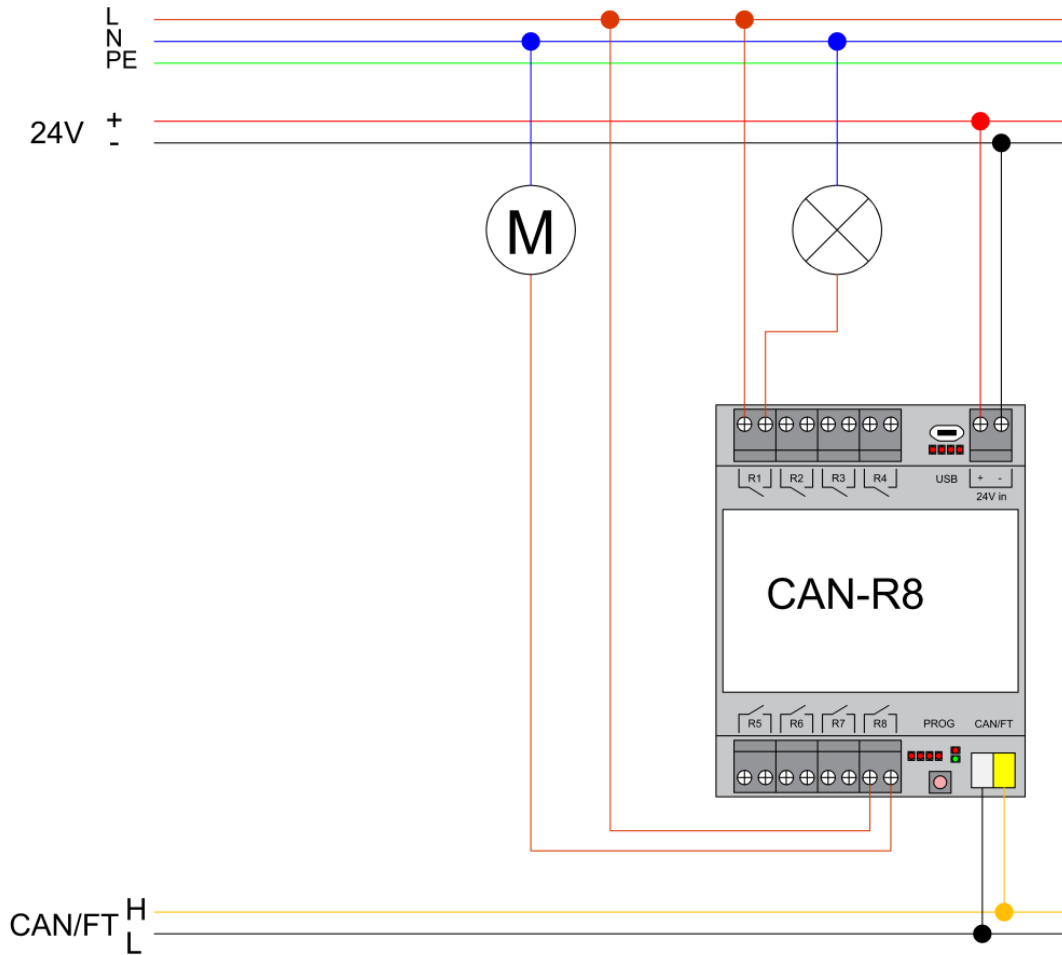 L
N
PE
24V + -
M
R1 R2 R3 R4 USB + -
24V in
CAN-R8
R5 R6 R7 R8 PROG CAN/FT
CAN/FT H
L